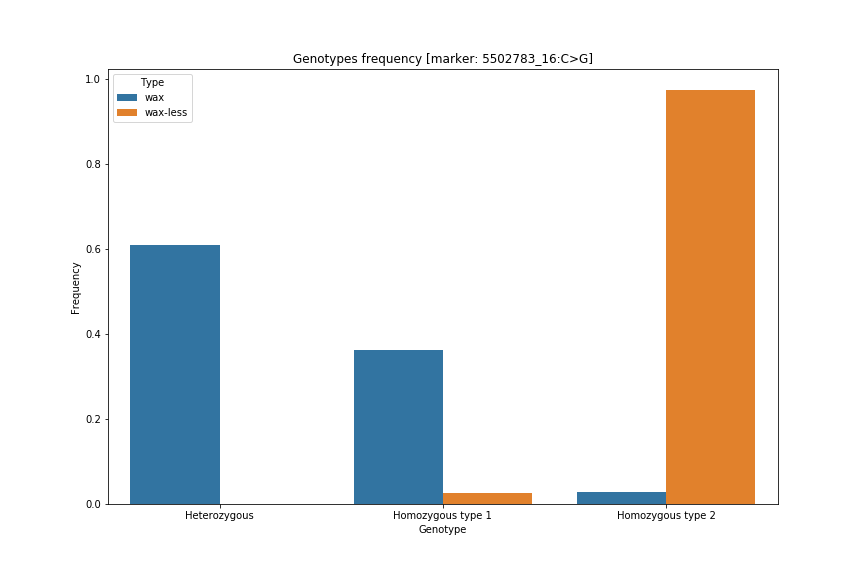 Genotypes frequency [marker: 5502783_16:C>G]
Type
wax
wax-less
1.0
0.8
0.6
0.4
0.2
0.0
Frequency
Heterozygous
Homozygous type 1
Homozygous type 2
Genotype